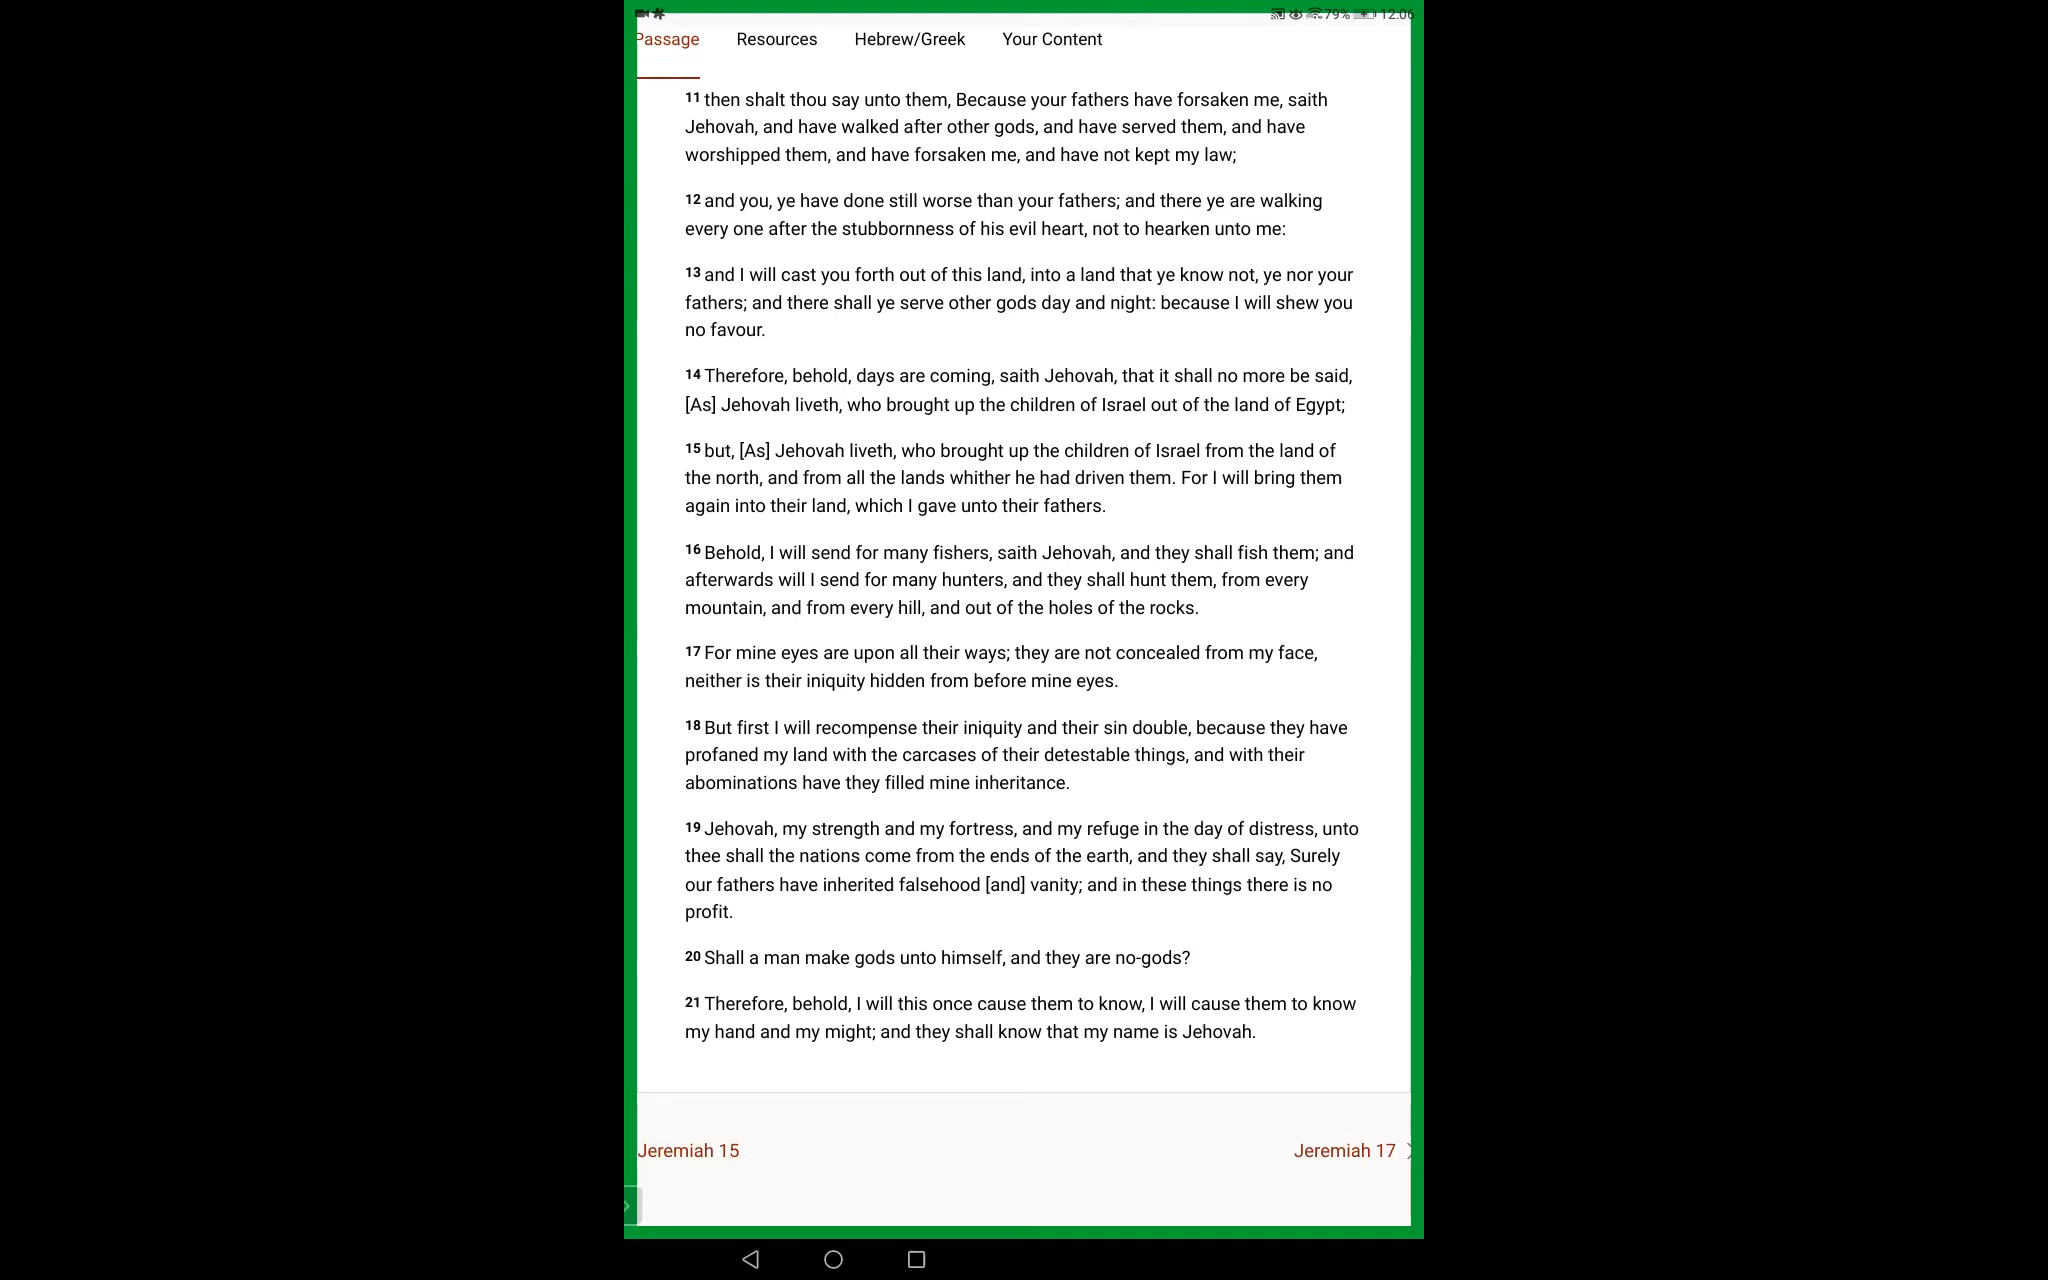 79% 12:06
Passage Resources Hebrew/Greek Your Content
11 then shalt thou say unto them, Because your fathers have forsaken me, saith
Jehovah, and have walked after other gods, and have served them, and have
worshipped them, and have forsaken me, and have not kept my law;
12 and you, ye have done still worse than your fathers; and there ye are walking
every one after the stubbornness of his evil heart, not to hearken unto me:
13 and I will cast you forth out of this land, into a land that ye know not, ye nor your
fathers; and there shall ye serve other gods day and night: because I will shew you
no favour.
14 Therefore, behold, days are coming, saith Jehovah, that it shall no more be said,
[As] Jehovah liveth, who brought up the children of Israel out of the land of Egypt;
15 but, [As] Jehovah liveth, who brought up the children of Israel from the land of
the north, and from all the lands whither he had driven them. For I will bring them
again into their land, which I gave unto their fathers.
16 Behold, I will send for many fishers, saith Jehovah, and they shall fish them; and
afterwards will I send for many hunters, and they shall hunt them, from every
mountain, and from every hill, and out of the holes of the rocks.
17 For mine eyes are upon all their ways; they are not concealed from my face,
neither is their iniquity hidden from before mine eyes.
18 But first I will recompense their iniquity and their sin double, because they have
profaned my land with the carcases of their detestable things, and with their
abominations have they filled mine inheritance.
19 Jehovah, my strength and my fortress, and my refuge in the day of distress, unto
thee shall the nations come from the ends of the earth, and they shall say, Surely
our fathers have inherited falsehood [and] vanity; and in these things there is no
profit.
20 Shall a man make gods unto himself, and they are no-gods?
21 Therefore, behold, I will this once cause them to know, I will cause them to know
my hand and my might; and they shall know that my name is Jehovah.
Jeremiah 15 Jeremiah 17